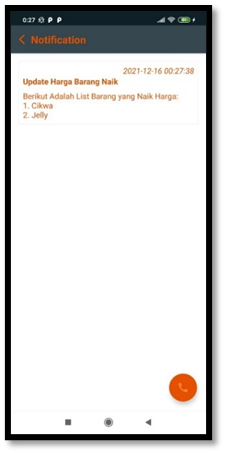 0:27
Notification
2021-12-16 00:27:38
Update Harga Barang Naik
Berikut Adalah List Barang yang Naik Harga:
1. Cikwa
2. Jelly